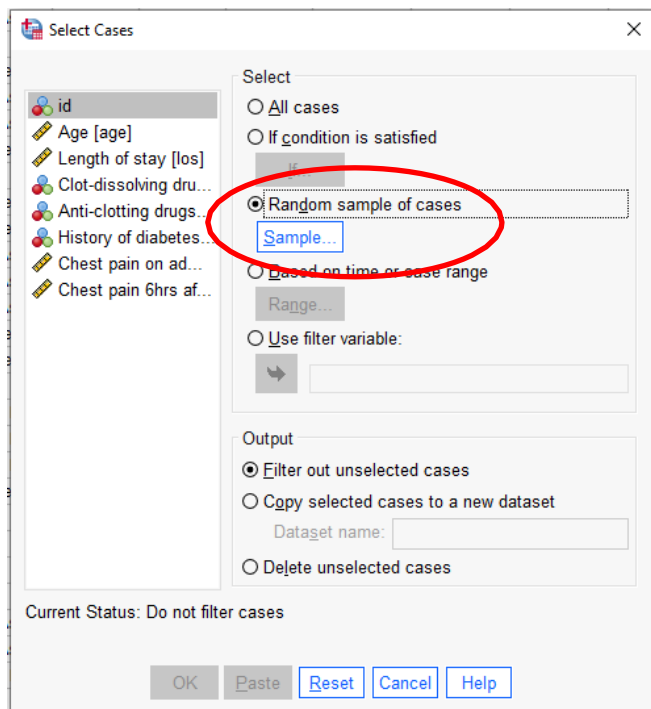 Select Cases
id
Age [age]
Length of stay [los]
Clot-dissolving dru...
Anti-clotting drugs...
History of diabetes...
Chest pain on ad...
Chest pain 6hrs af...
Select
All cases
If condition is satisfied
If...
Random sample of cases
Sample...
Based on time or case range
Range...
Use filter variable:
Output
Filter out unselected cases
Copy selected cases to a new dataset
Dataset name:
Delete unselected cases
Current Status: Do not filter cases
OK Paste Reset Cancel Help